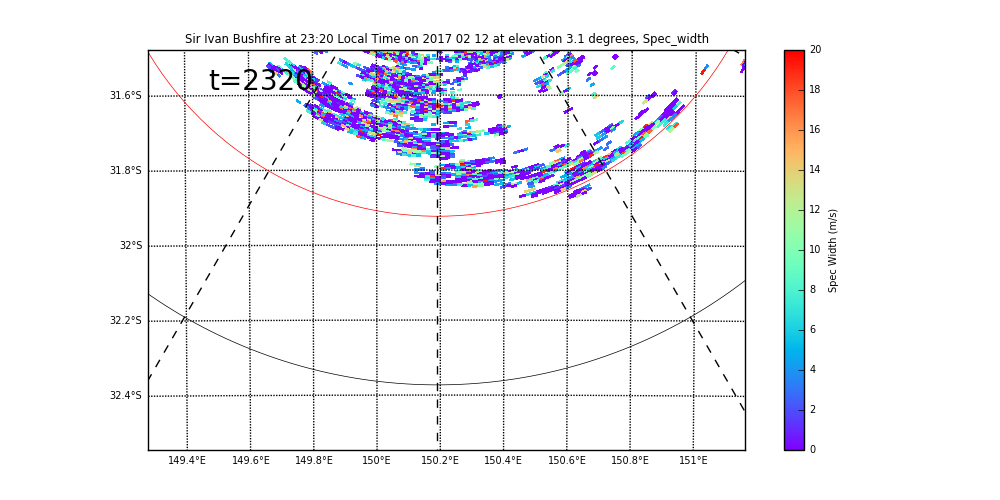 Sir Ivan Bushfire at 23:20 Local Time on 2017 02 12 at elevation 3.1 degrees, Spec_width
t=2320,
31.6°S
31.8°S
32°S
32.2°S
32.4°S
149.4°E 149.6°E 149.8°E 150°E 150.2°E 150.4°E 150.6°E 150.8°E 151°E
20
18
16
14
12
10
8
6
4
2
0
Spec Width (m/s)